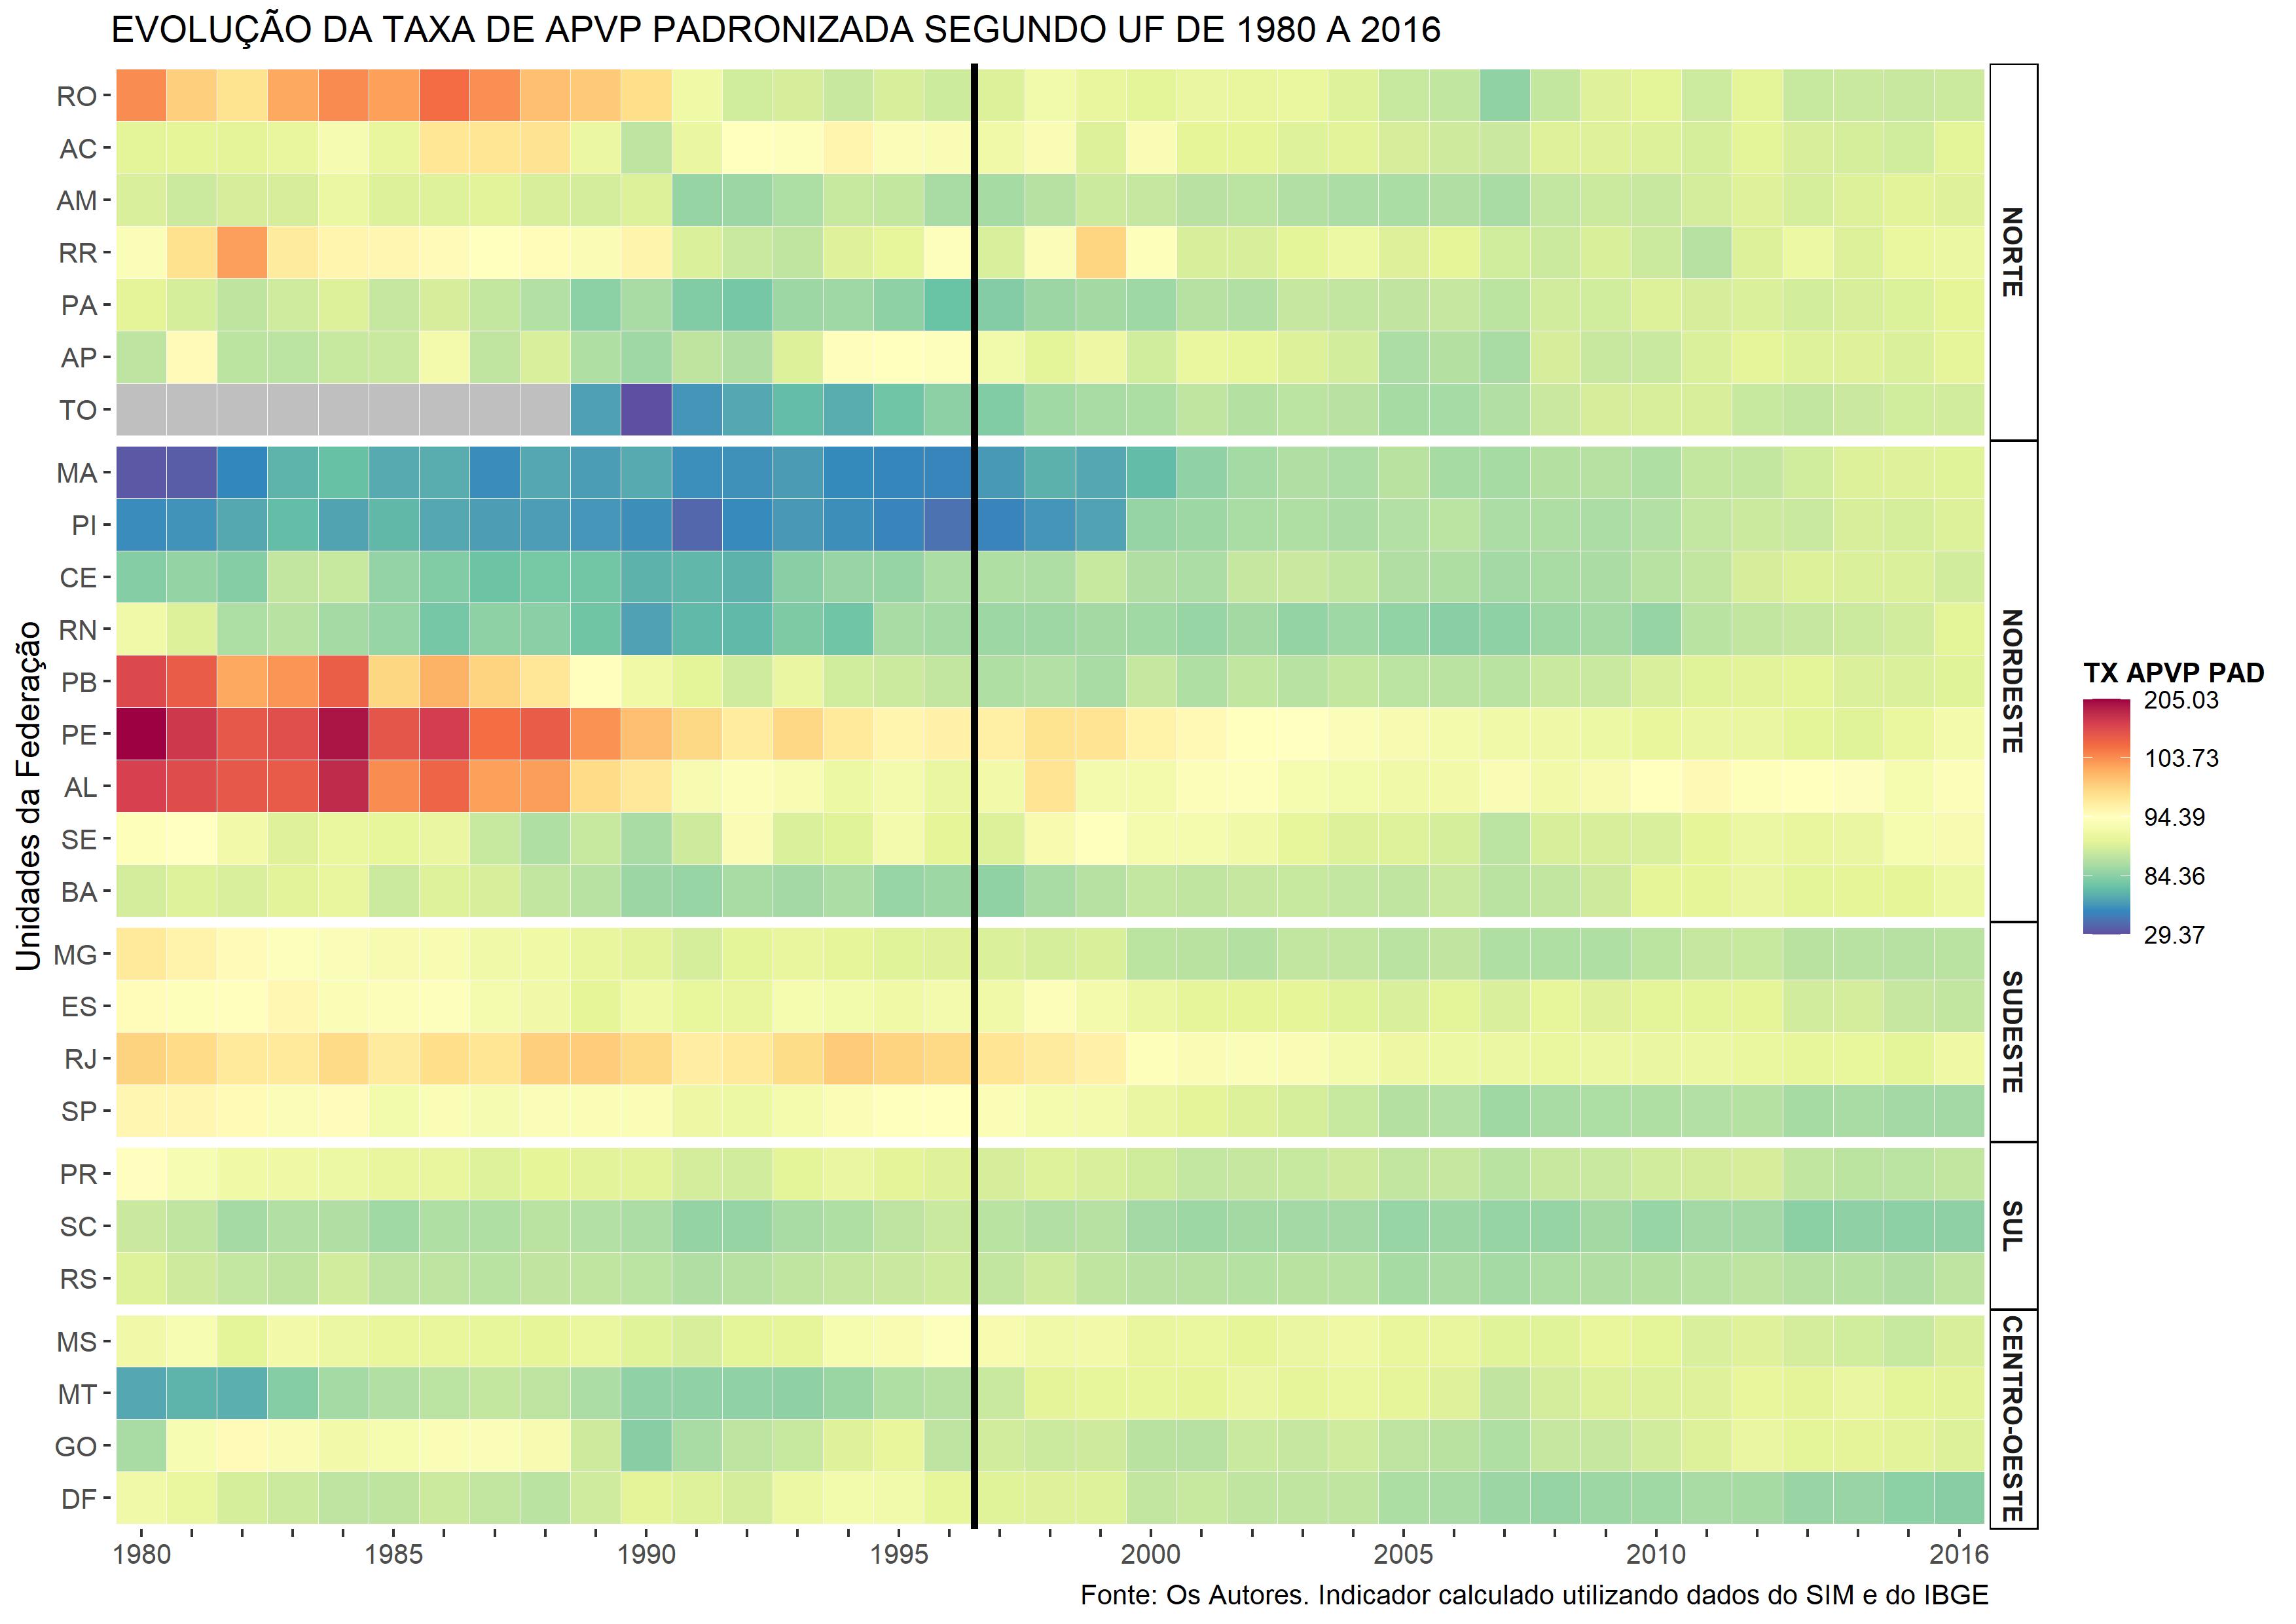 EVOLUÇÃO DA TAXA DE APVP PADRONIZADA SEGUNDO UF DE 1980 A 2016
Unidades da Federação
RO
AC
AM
RR
PA
AP
TO
NORTE
MA
PI
CE
RN
PB
PE
AL
SE
BA
NORDESTE
MG
ES
RJ
SP
SUDESTE
PR
SC
RS
SUL
MS
MT
GO
DF
CENTRO-OESTE
1980 1985 1990 1995 2000 2005 2010 2016
TX APVP PAD
205.03
103.73
94.39
84.36
29.37
Fonte: Os Autores. Indicador calculado utilizando dados do SIM e do IBGE